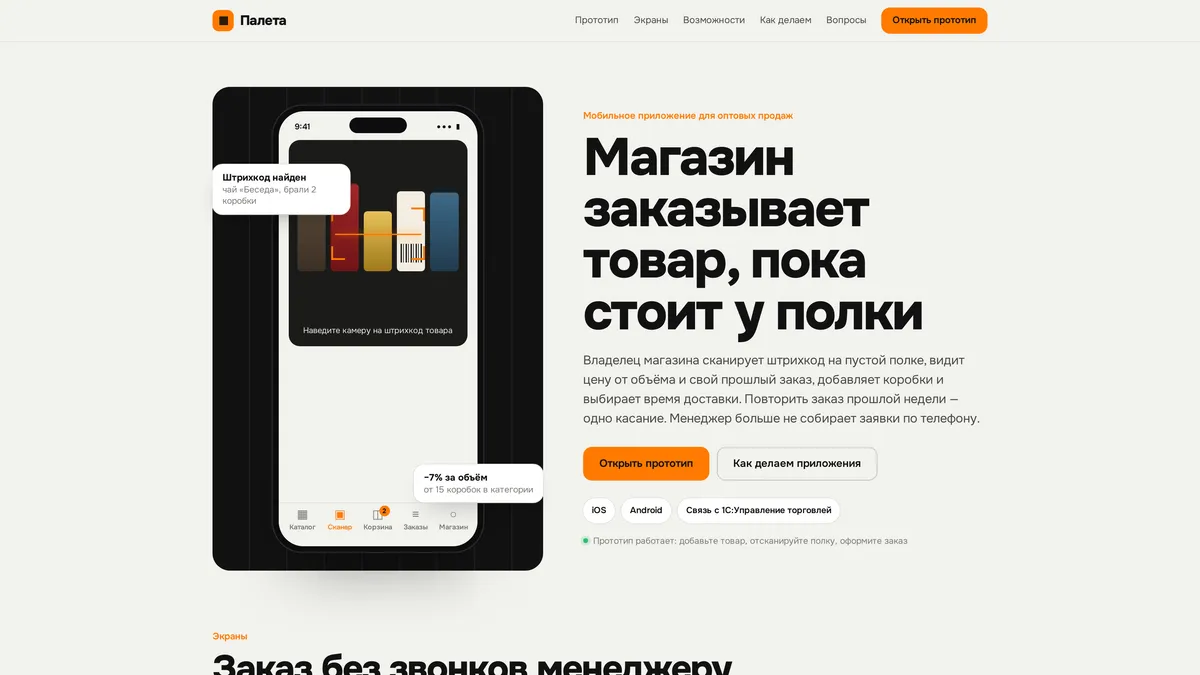 Палета
Прототип
Экраны
Возможности
Как делаем
Вопросы
Открыть прототип
9:41
Штрихкод найден
чай «Беседа», брали 2
коробки
Наведите камеру на штрихкод товара
−7% за объём
от 15 коробок в категории
Каталог
Сканер
2
Корзина
Заказы
Магазин
Мобильное приложение для оптовых продаж
Магазин
заказывает
товар, пока
стоит у полки
Владелец магазина сканирует штрихкод на пустой полке, видит
цену от объёма и свой прошлый заказ, добавляет коробки и
выбирает время доставки. Повторить заказ прошлой недели —
одно касание. Менеджер больше не собирает заявки по телефону.
Открыть прототип
Как делаем приложения
iOS
Android
Связь с 1С:Управление торговлей
Прототип работает: добавьте товар, отсканируйте полку, оформите заказ
Экраны
Заказ без звонков менеджеру